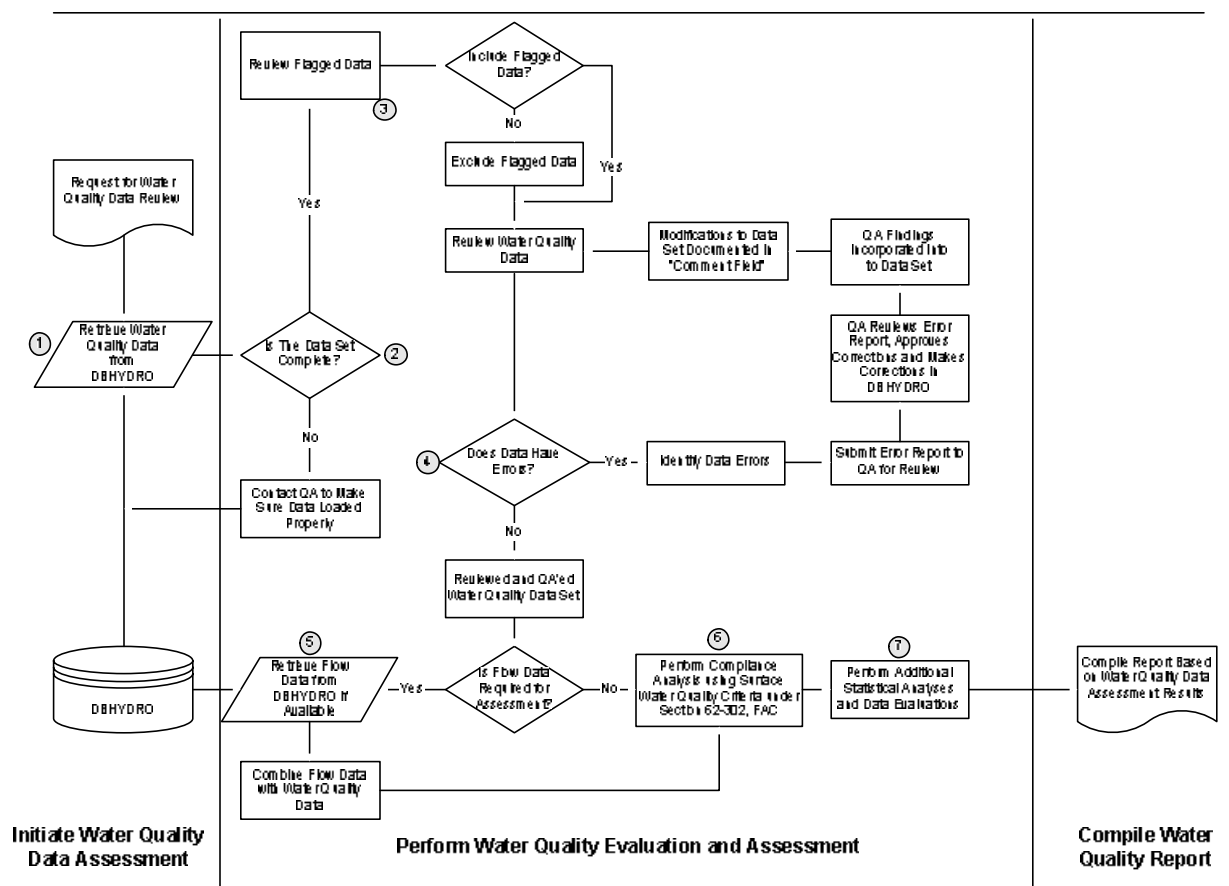 Review Flagged Data
3
Include Flagged
Data?
No
Exclude Flagged Data
Yes
Request for Water
Quality Data Review
Yes
Review Water Quality
Data
Modifications to Data
Set Documented in
"Comment Field"
QA Findings
Incorporated Into
to Data Set
1
Retrieve Water
Quality Data
from
DBHYDRO
Is The Data Set
Complete?
2
QA Reviews Error
Report, Approves
Corrections and Makes
Corrections in
DBHYDRO
No
Contact QA to Make
Sure Data Loaded
Properly
4
Does Data Have
Errors?
Yes
Identify Data Errors
Submit Error Report to
QA for Review
No
Reviewed and QA'ed
Water Quality Data Set
DBHYDRO
5
Retrieve Flow
Data from
DBHYDRO if
Available
Yes
Is Flow Data
Required for
Assessment?
No
6
Perform Compliance
Analysis using Surface
Water Quality Criteria under
Section 62-302, FAC
7
Perform Additional
Statistical Analyses
and Data Evaluations
Compile Report Based
on Water Quality Data
Assessment Results
Combine Flow Data
with Water Quality
Data
Initiate Water Quality
Data Assessment
Perform Water Quality Evaluation and Assessment
Compile Water
Quality Report